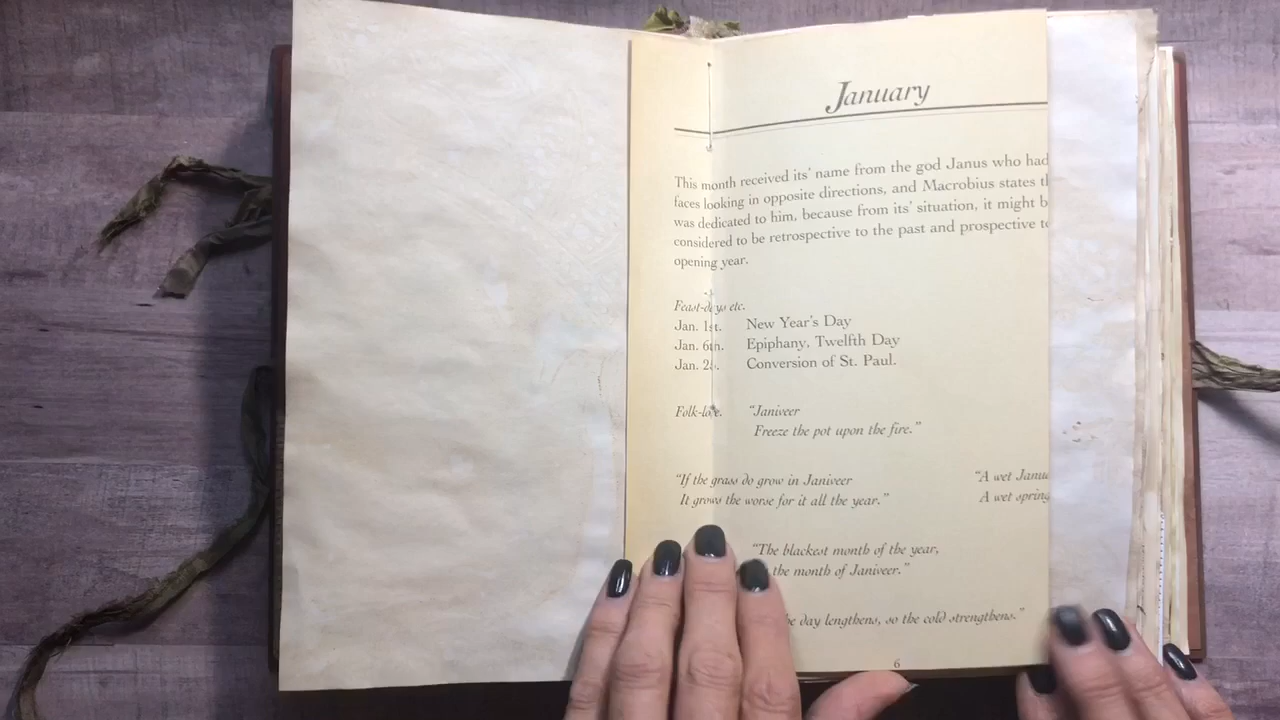 January
This month received its' name from the god Janus who had
faces looking in opposite directions, and Macrobius states
was dedicated to him, because from its' situation, it might
considered to be retrospective to the past and prospective
opening year.
Feast-days etc.
Jan. 1st. New Year's Day
Jan. 6th. Epiphany, Twelfth Day
Jan. Conversion of St. Paul.
Folk-lore. "Janiveer
Freeze the pot upon the fire."
"If the grass do grow in Janiveer "A wet
It grows the worse for it all the year." A wet spring
"The blackest month of the year,
the month of Janiveer."
day lengthens, so the cold strengthens."
6